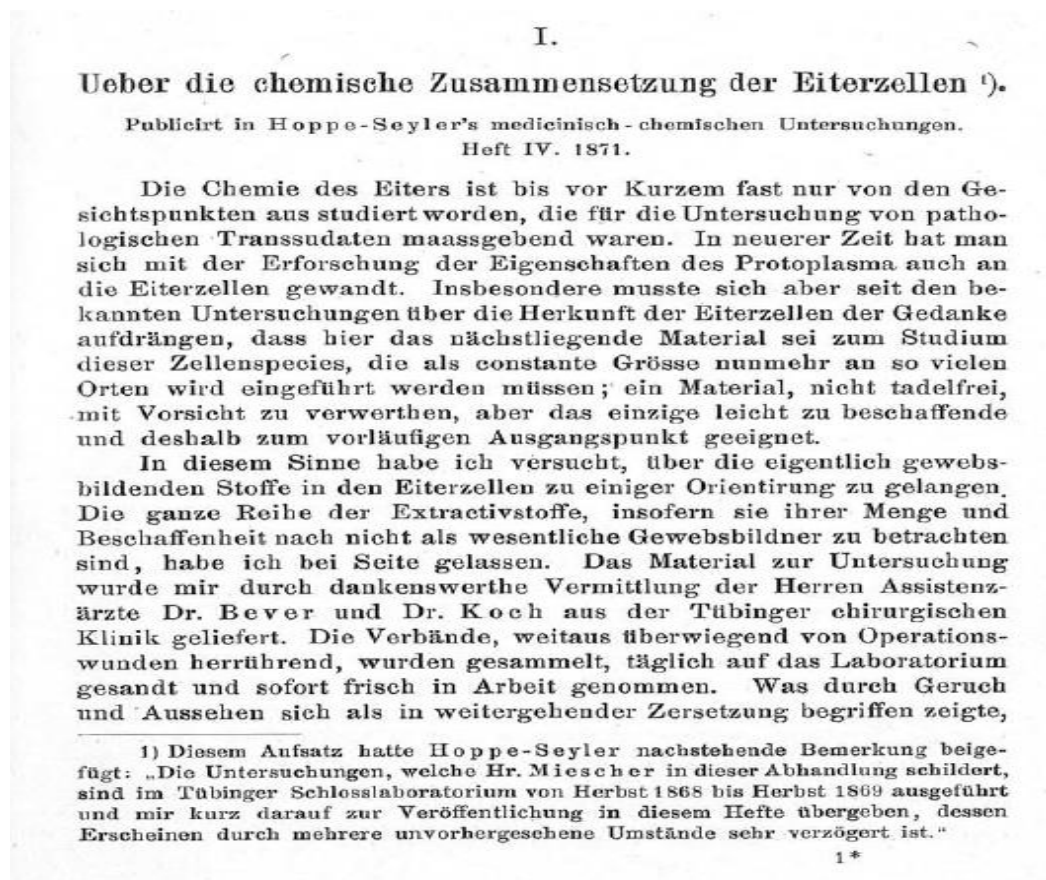 I.
Ueber die chemische Zusammensetzung der Eiterzellen ¹).
Publicirt in Hoppe-Seyler's medicinisch-chemischen Untersuchungen.
Heft IV. 1871.
Die Chemie des Eiters ist bis vor Kurzem fast nur von den Ge-
sichtspunkten aus studiert worden, die für die Untersuchung von patho-
logischen Transsudaten maassgebend waren. In neuerer Zeit hat man
sich mit der Erforschung der Eigenschaften des Protoplasma auch an
die Eiterzellen gewandt. Insbesondere musste sich aber seit den be-
kannten Untersuchungen über die Herkunft der Eiterzellen der Gedanke
aufdrängen, dass hier das nächstliegende Material sei zum Studium
dieser Zellenspecies, die als constante Grösse nunmehr an so vielen
Orten wird eingeführt werden müssen; ein Material, nicht tadelfrei,
mit Vorsicht zu verwerthen, aber das einzige leicht zu beschaffende
und deshalb zum vorläufigen Ausgangspunkt geeignet.
In diesem Sinne habe ich versucht, über die eigentlich gewebs-
bildenden Stoffe in den Eiterzellen zu einiger Orientirung zu gelangen.
Die ganze Reihe der Extractivstoffe, insofern sie ihrer Menge und
Beschaffenheit nach nicht als wesentliche Gewebsbildner zu betrachten
sind, habe ich bei Seite gelassen. Das Material zur Untersuchung
wurde mir durch dankenswerthe Vermittlung der Herren Assistenz-
ärzte Dr. Bever und Dr. Koch aus der Tübinger chirurgischen
Klinik geliefert. Die Verbände, weitaus überwiegend von Operations-
wunden herrührend, wurden gesammelt, täglich auf das Laboratorium
gesandt und sofort frisch in Arbeit genommen. Was durch Geruch
und Aussehen sich als in weitergehender Zersetzung begriffen zeigte,
1) Diesem Aufsatz hatte Hoppe-Seyler nachstehende Bemerkung beige-
fügt: „Die Untersuchungen, welche Hr. Miescher in dieser Abhandlung schildert,
sind im Tübinger Schlosslaboratorium von Herbst 1868 bis Herbst 1869 ausgeführt
und mir kurz darauf zur Veröffentlichung in diesem Hefte übergeben, dessen
Erscheinen durch mehrere unvorhergesehene Umstände sehr verzögert ist."
1*